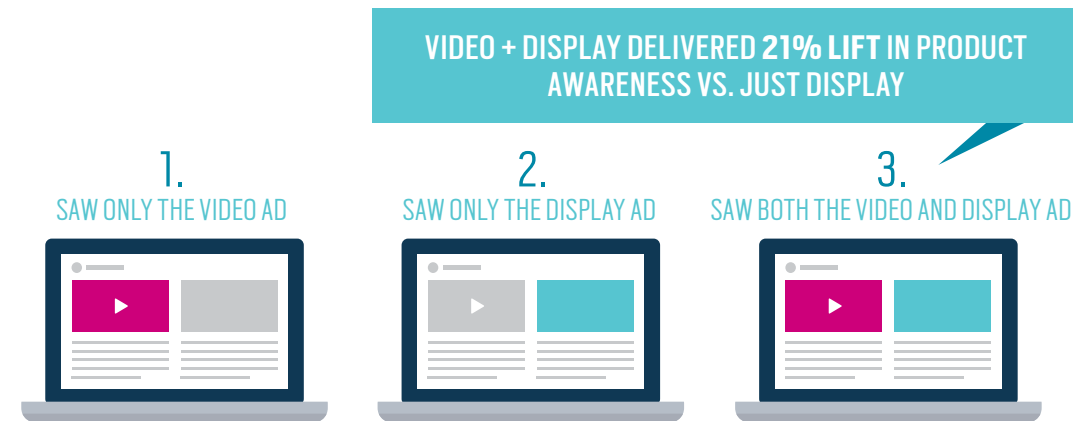 VIDEO + DISPLAY DELIVERED 21% LIFT IN PRODUCT
AWARENESS VS. JUST DISPLAY
1.
SAW ONLY THE VIDEO AD
2.
SAW ONLY THE DISPLAY AD
3.
SAW BOTH THE VIDEO AND DISPLAY AD